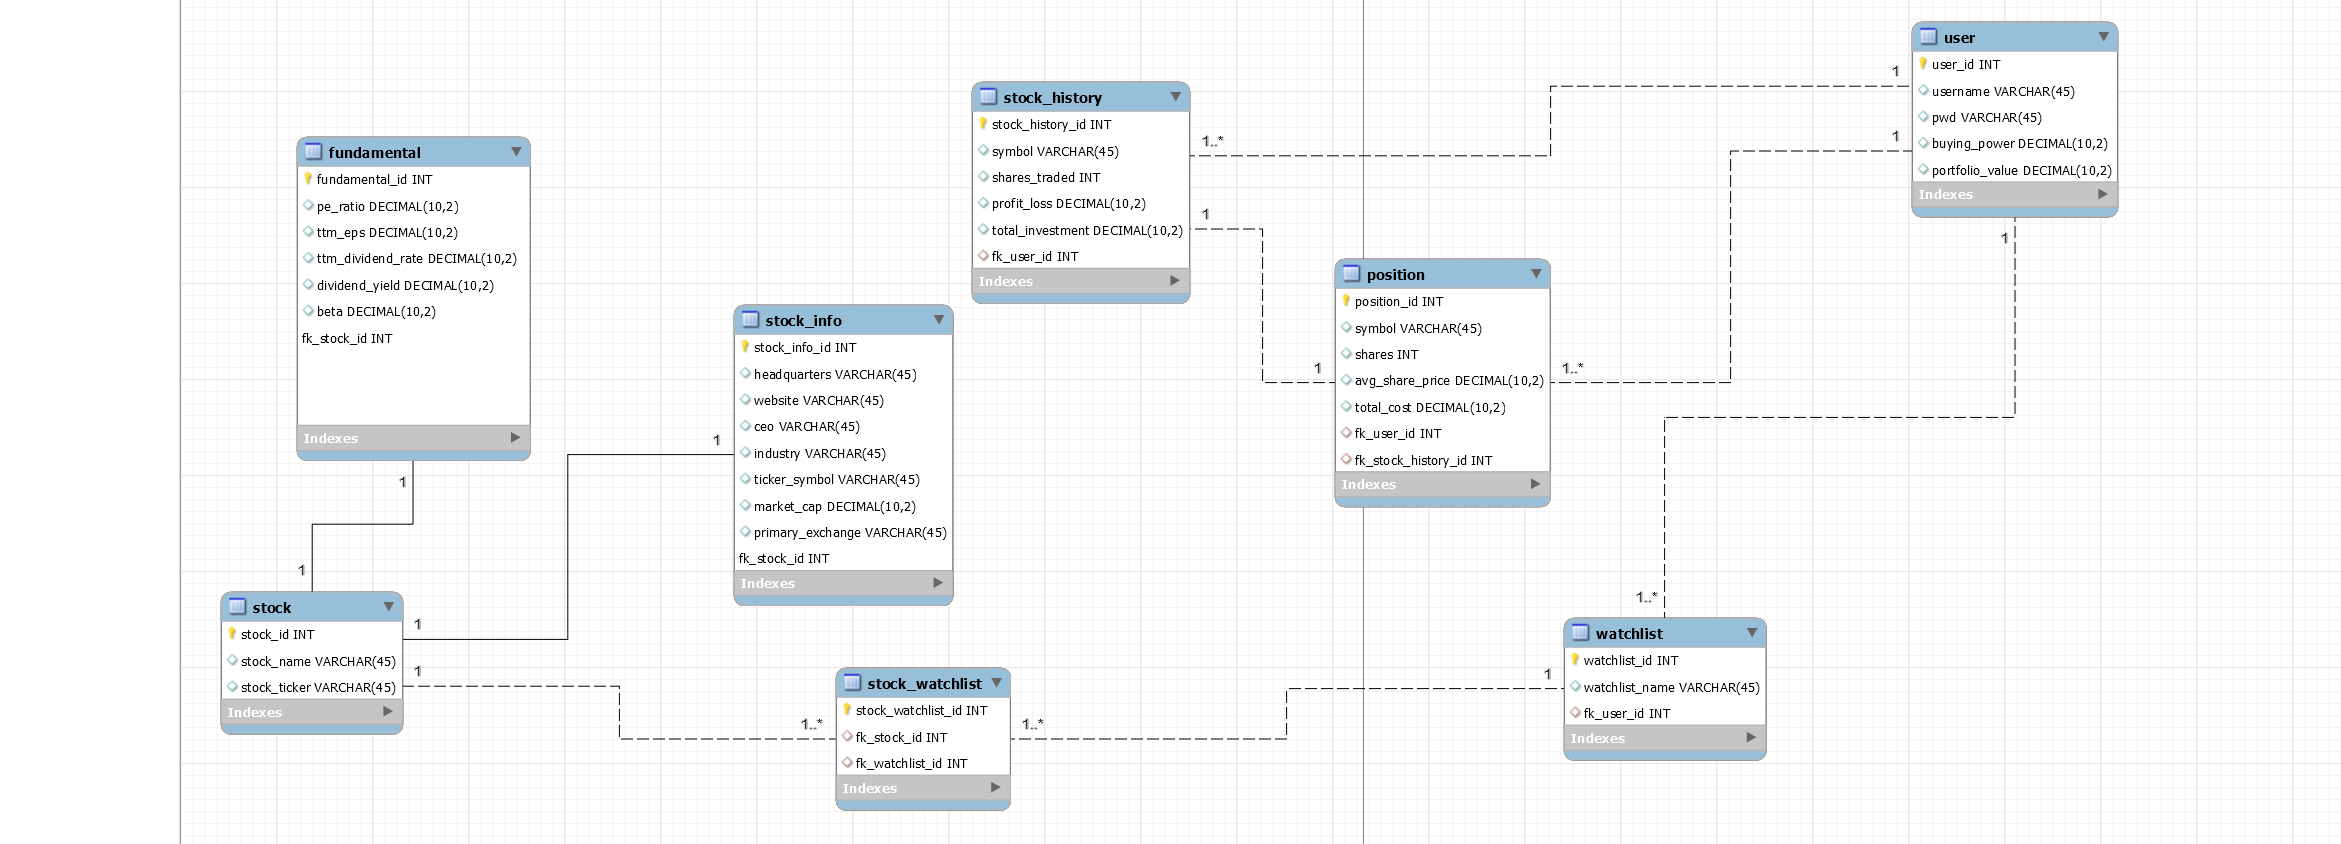 user
user_id INT
username VARCHAR(45)
pwd VARCHAR(45)
buying_power DECIMAL(10,2)
portfolio_value DECIMAL(10,2)
Indexes
1
1
1
stock_history
stock_history_id INT
symbol VARCHAR(45)
shares_traded INT
profit_loss DECIMAL(10,2)
total_investment DECIMAL(10,2)
fk_user_id INT
Indexes
1..*
1
fundamental
fundamental_id INT
pe_ratio DECIMAL(10,2)
ttm_eps DECIMAL(10,2)
ttm_dividend_rate DECIMAL(10,2)
dividend_yield DECIMAL(10,2)
beta DECIMAL(10,2)
fk_stock_id INT
Indexes
1
position
position_id INT
symbol VARCHAR(45)
shares INT
avg_share_price DECIMAL(10,2)
total_cost DECIMAL(10,2)
fk_user_id INT
fk_stock_history_id INT
Indexes
1
1..*
stock_info
stock_info_id INT
headquarters VARCHAR(45)
website VARCHAR(45)
ceo VARCHAR(45)
industry VARCHAR(45)
ticker_symbol VARCHAR(45)
market_cap DECIMAL(10,2)
primary_exchange VARCHAR(45)
fk_stock_id INT
Indexes
1
1
stock
stock_id INT
stock_name VARCHAR(45)
stock_ticker VARCHAR(45)
Indexes
1
1
stock_watchlist
stock_watchlist_id INT
fk_stock_id INT
fk_watchlist_id INT
Indexes
1..*
1..*
1..*
watchlist
watchlist_id INT
watchlist_name VARCHAR(45)
fk_user_id INT
Indexes
1